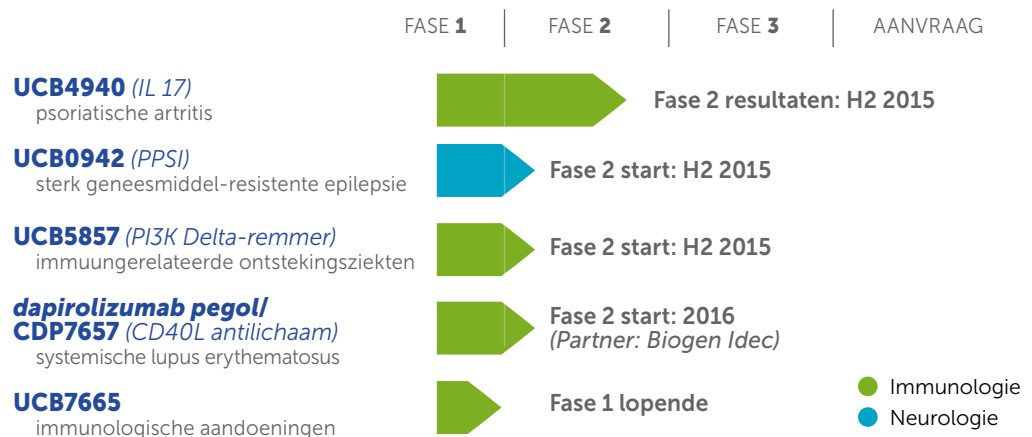 FASE 1 FASE 2 FASE 3 AANVRAAG
UCB4940 (IL 17)
psoriatische artritis
Fase 2 resultaten: H2 2015
UCB0942 (PPSI)
sterk geneesmiddel-resistente epilepsie
Fase 2 start: H2 2015
UCB5857 (PI3K Delta-remmer)
immuungerelateerde ontstekingsziekten
Fase 2 start: H2 2015
dapirolizumab pegol/
CDP7657 (CD40L antilichaam)
systemische lupus erythematosus
Fase 2 start: 2016
(Partner: Biogen Idec)
UCB7665
immunologische aandoeningen
Fase 1 lopende
Immunologie
Neurologie